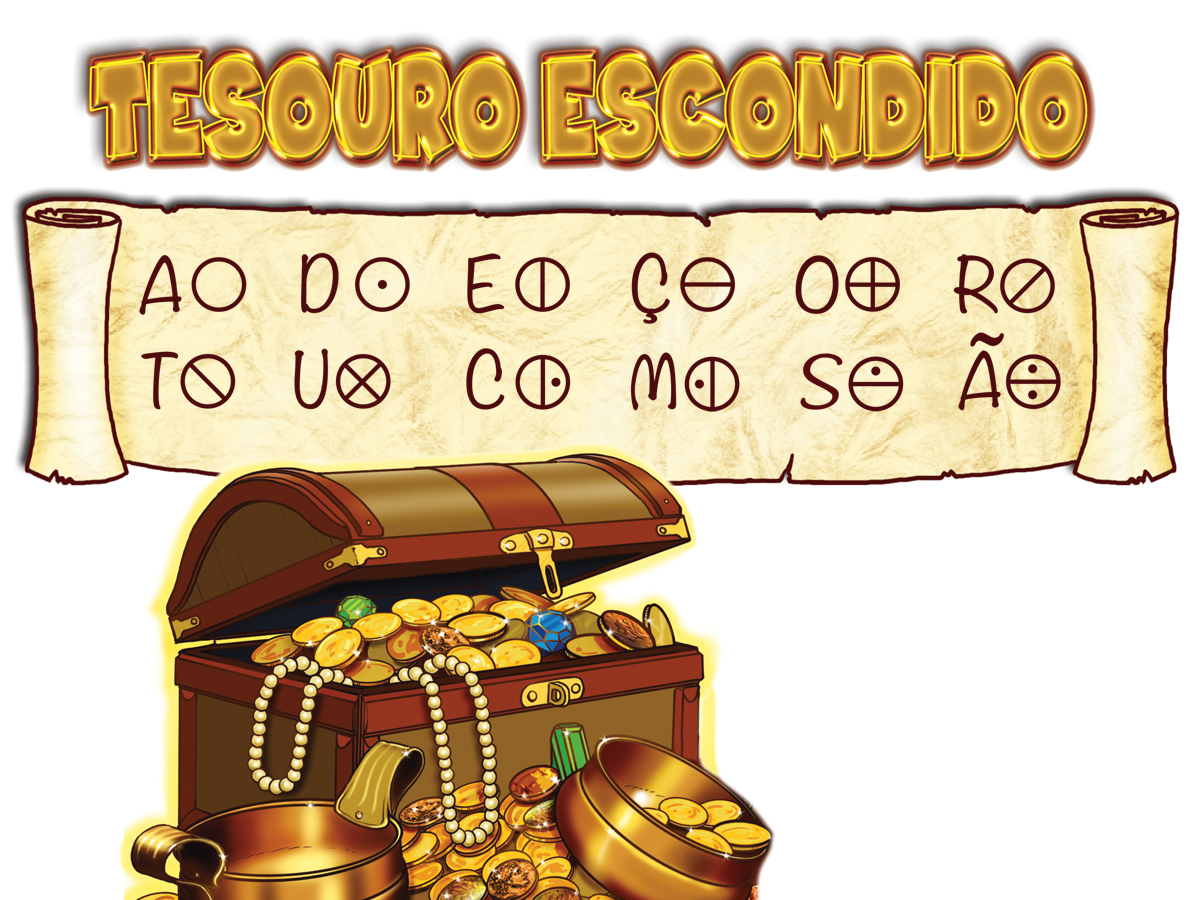 TESOURO ESCONDIDO
A D E Ç O R
T U C M S Ã